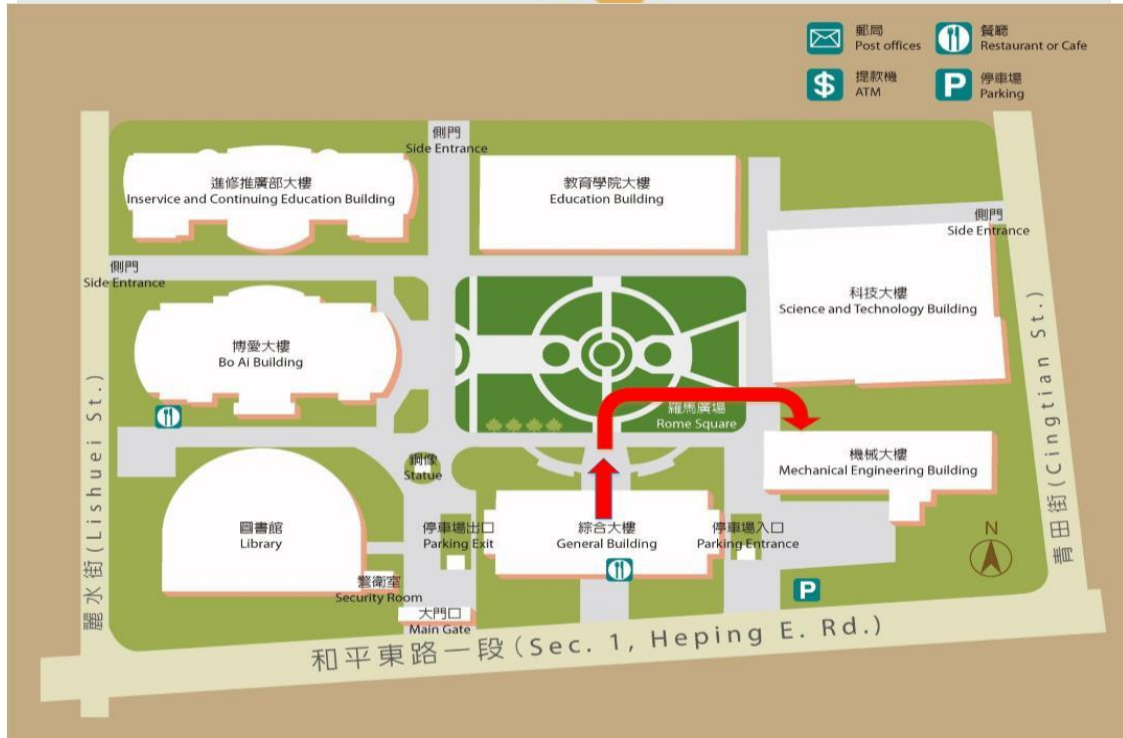 郵局
Post offices
餐廳
Restaurant or Cafe
提款機
ATM
停車場
Parking
側門
Side Entrance
進修推廣部大樓
Inservice and Continuing Education Building
教育學院大樓
Education Building
側門
Side Entrance
側門
Side Entrance
科技大樓
Science and Technology Building
博愛大樓
Bo Ai Building
羅馬廣場
Rome Square
機械大樓
Mechanical Engineering Building
銅像
Statue
圖書館
Library
停車場出口
Parking Exit
綜合大樓
General Building
停車場入口
Parking Entrance
N
警衛室
Security Room
P
大門口
Main Gate
麗水街(Lishuei St.)
青田街(Cingtian St.)
和平東路一段(Sec. 1, Heping E. Rd.)